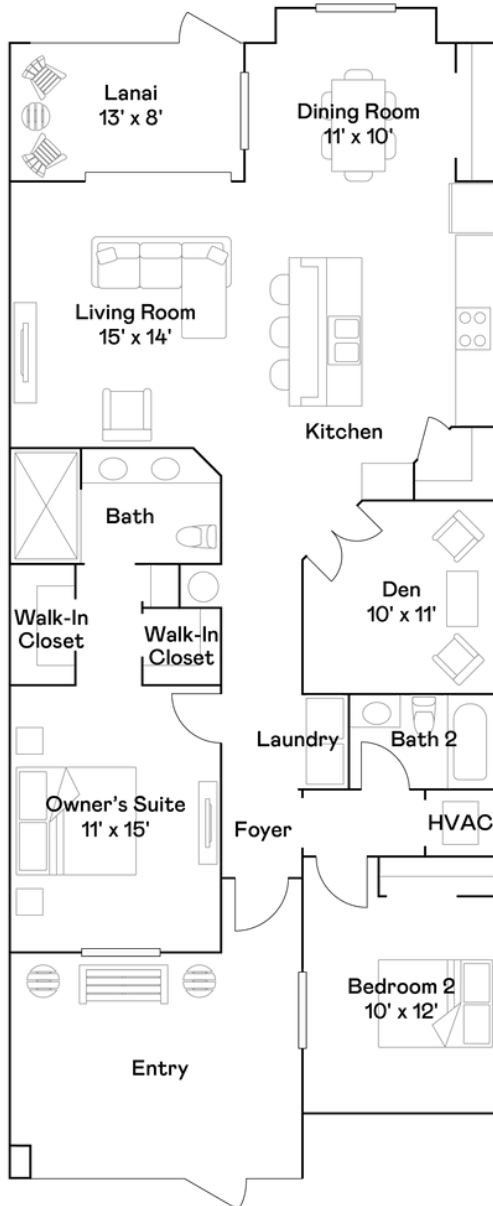 Lanai
13' x 8'
Dining Room
11' x 10'
Living Room
15' x 14'
Kitchen
Bath
Den
10' x 11'
Walk-In
Closet
Walk-In
Closet
Laundry
Bath 2
Owner's Suite
11' x 15'
Foyer
HVAC
Bedroom 2
10' x 12'
Entry